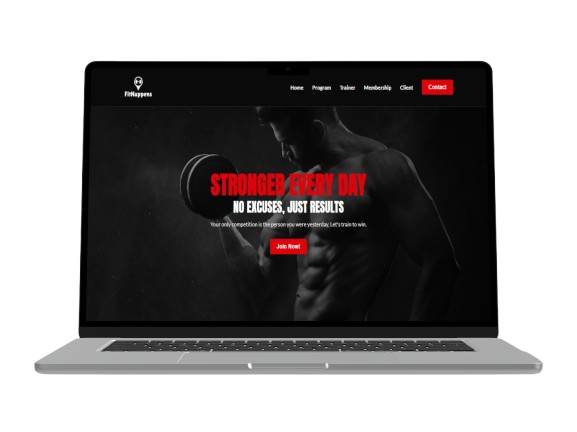 FitHappens
Home Program Trainer Membership Client Contact
STRONGER EVERY DAY
NO EXCUSES, JUST RESULTS
Your only competition is the person you were yesterday, Let's train to win.
Join Now!